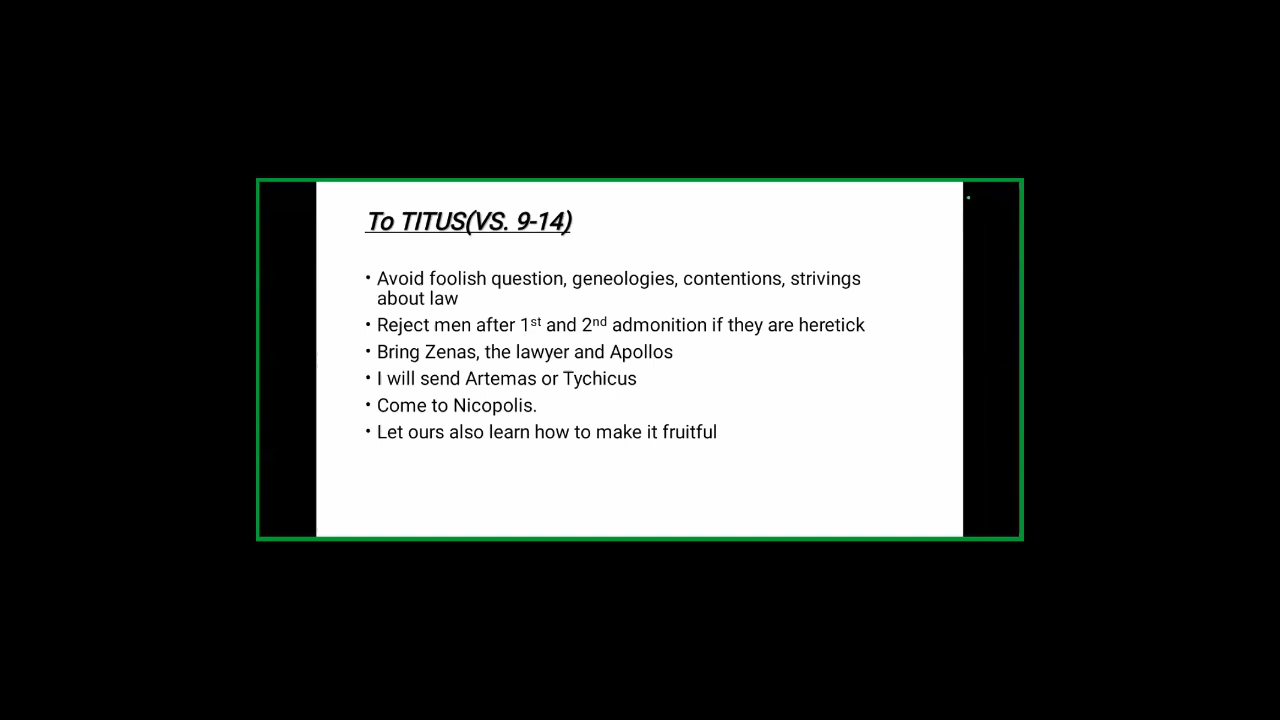 To TITUS(VS. 9-14)
• Avoid foolish question, geneologies, contentions, strivings
about law
• Reject men after 1st and 2nd admonition if they are heretick
• Bring Zenas, the lawyer and Apollos
• I will send Artemas or Tychicus
• Come to Nicopolis.
• Let ours also learn how to make it fruitful